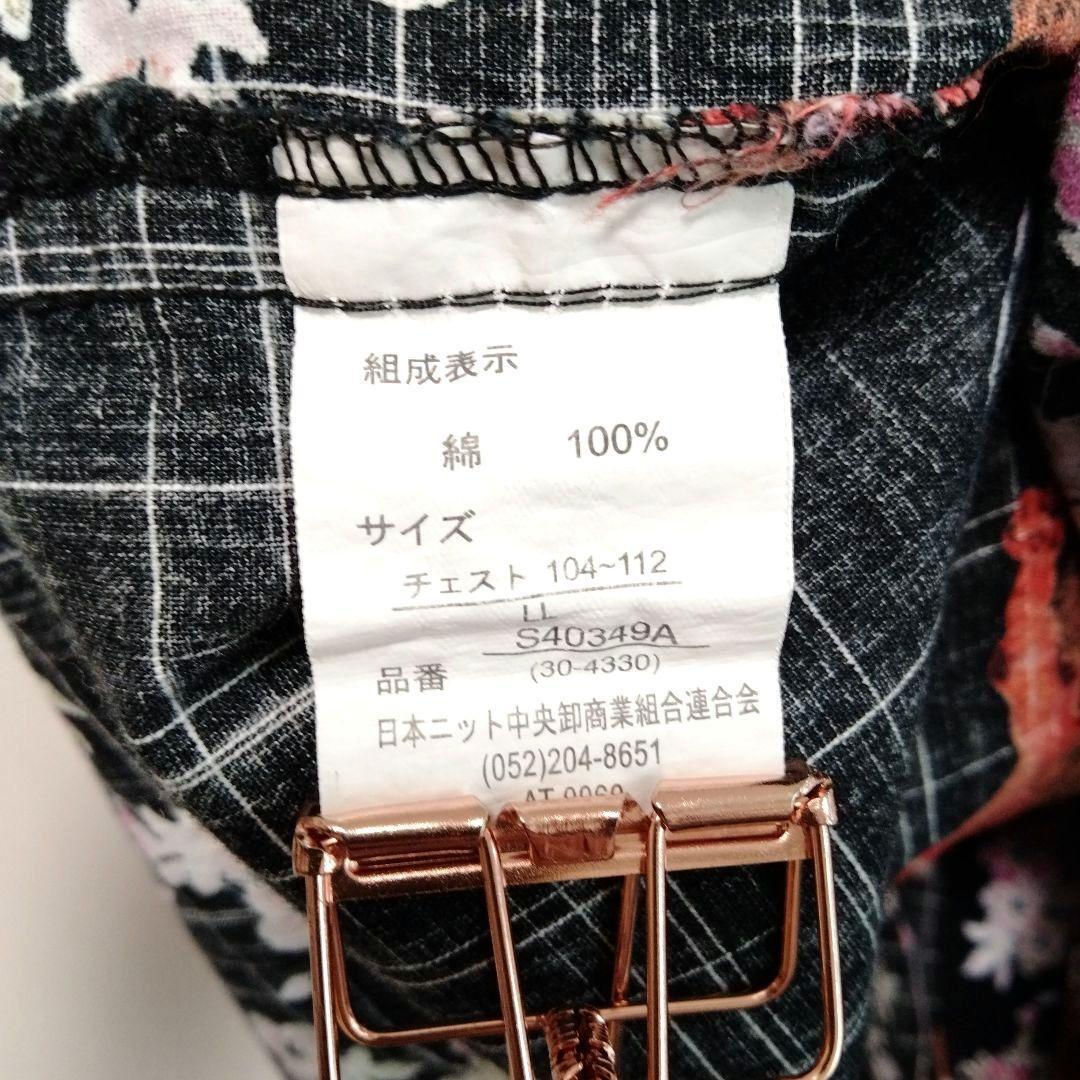 組成表示
綿 100%
サイズ
チェスト 104~112
LL
S40349A
品番 (30-4330)
日本ニット中央卸商業組合連合会
(052)204-8651